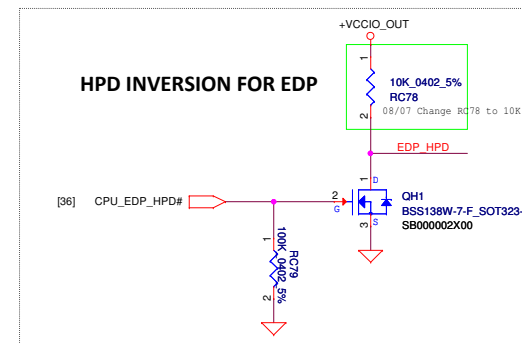 +VCCIO_OUT
HPD INVERSION FOR EDP
1
10K_0402_5%
RC78
08/07 Change RC78 to 10K
2
EDP_HPD
1
D
[36] CPU_EDP_HPD#
2
G
QH1
BSS138W-7-F_SOT323-
SB000002X00
3
S
1
RC79
100K_0402_5%
2